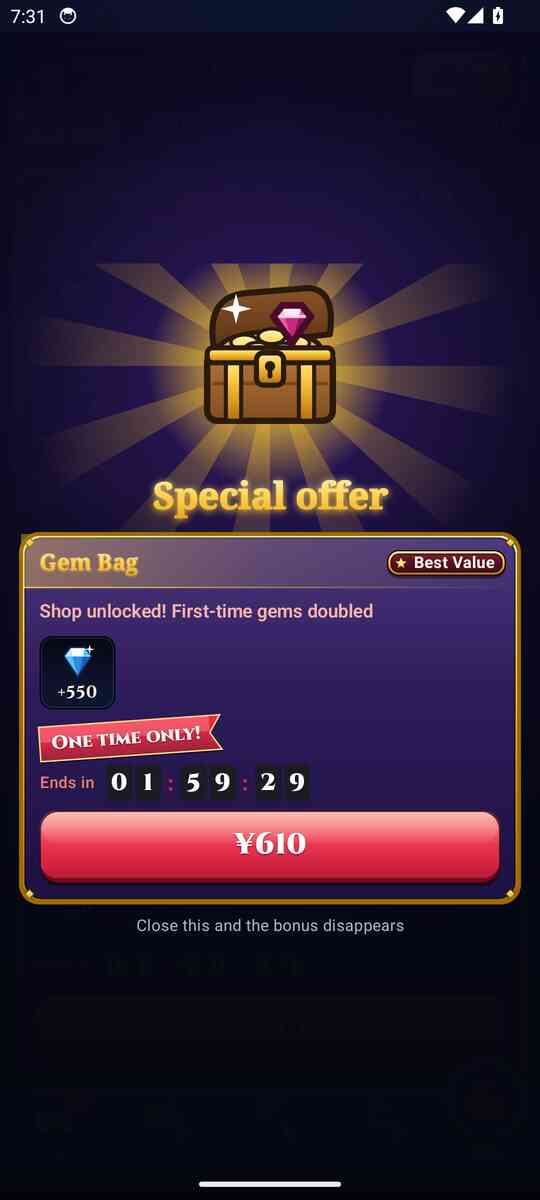 7:31
Special offer
Gem Bag
Best Value
Shop unlocked! First-time gems doubled
+550
ONE TIME ONLY!
Ends in 01:59:29
¥610
Close this and the bonus disappears